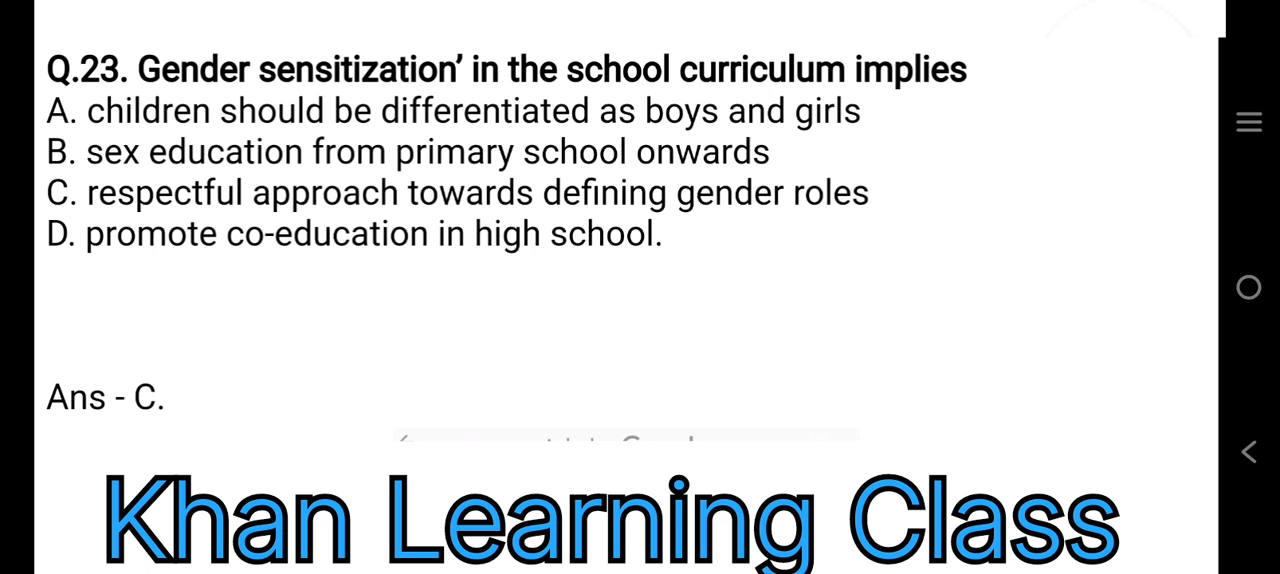 Q.23. Gender sensitization’ in the school curriculum implies
A. children should be differentiated as boys and girls
B. sex education from primary school onwards
C. respectful approach towards defining gender roles
D. promote co-education in high school.
Ans - C.
Khan Learning Class